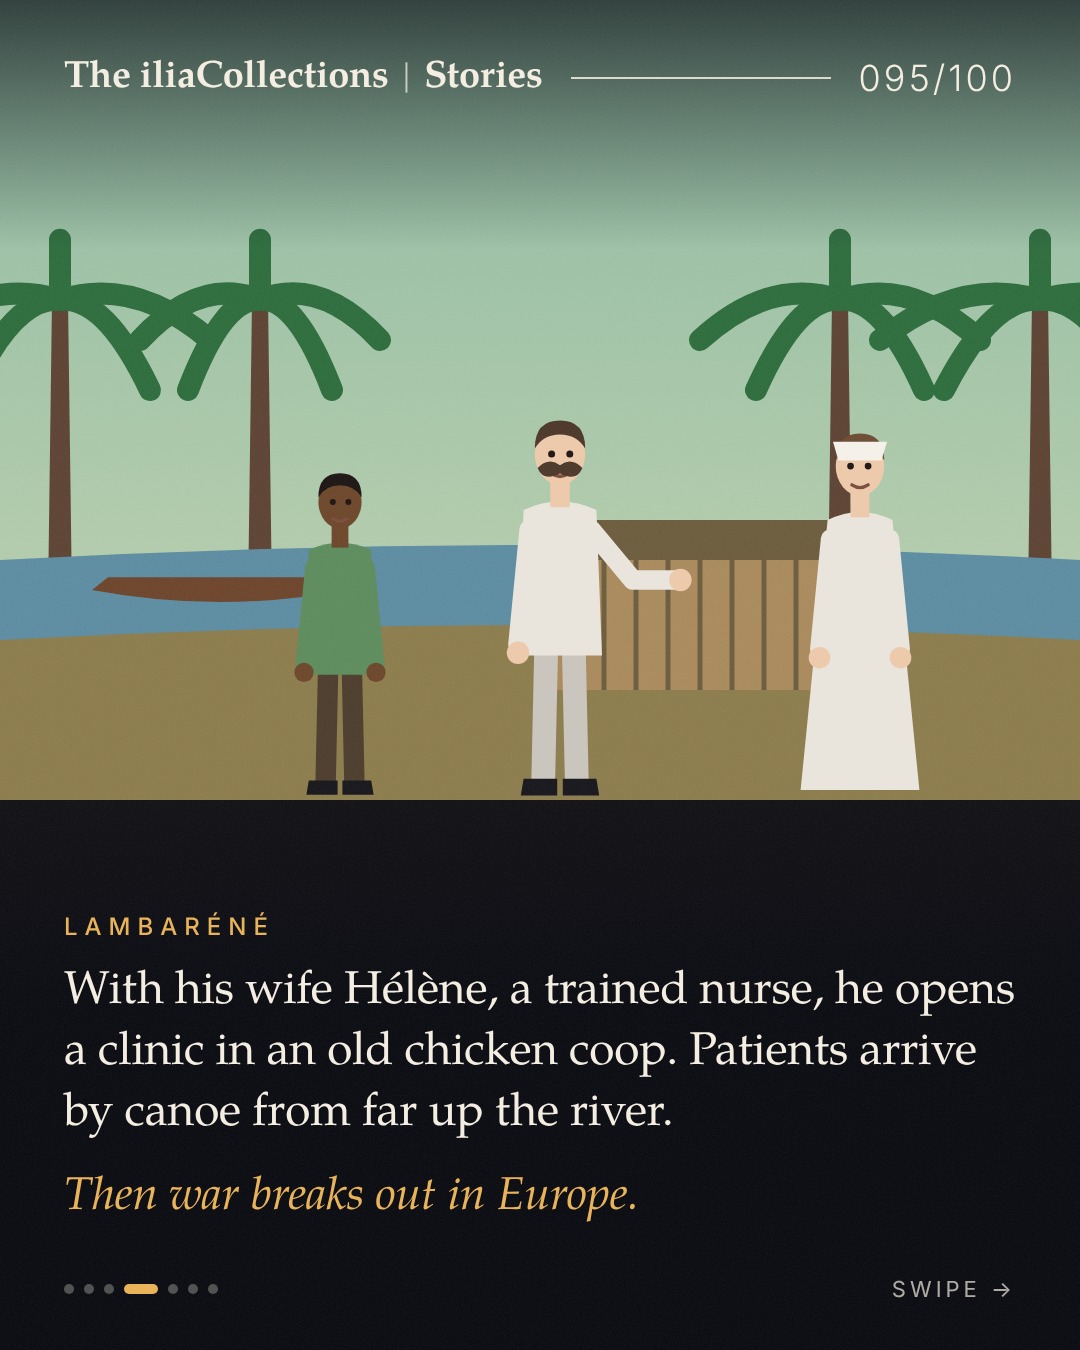 The iliaCollections | Stories 095/100
LAMBARÉNÉ
With his wife Hélène, a trained nurse, he opens
a clinic in an old chicken coop. Patients arrive
by canoe from far up the river.
Then war breaks out in Europe.
SWIPE →